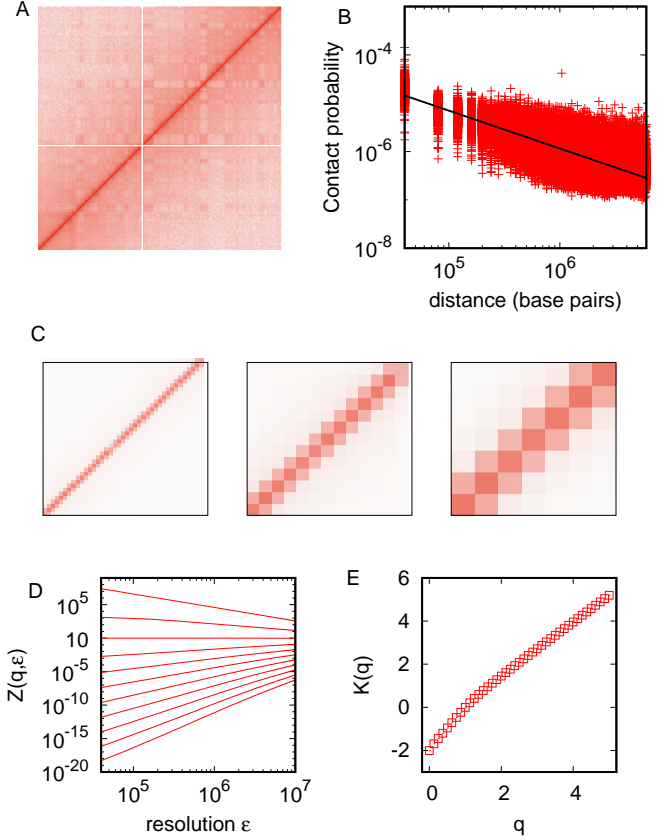 A
B
Contact probability
10^-4
10^-6
10^-8
10^5
10^6
distance (base pairs)
C
D
Z(q,ε)
10^5
10
10^-5
10^-10
10^-15
10^-20
10^5
10^6
10^7
resolution ε
E
K(q)
6
4
2
0
-2
0
2
4
q